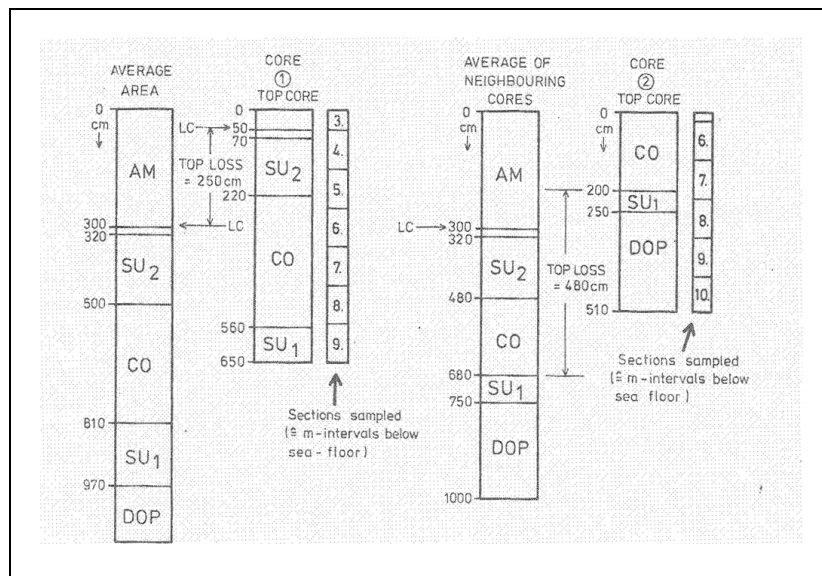 AVERAGE
AREA
0
cm
AM
300
320
SU2
500
CO
810
SU1
970
DOP
LC
TOP LOSS
= 250cm
LC
CORE
①
TOP CORE
0
50
70
SU2
220
CO
560
SU1
650
3.
4.
5.
6.
7.
8.
9.
Sections sampled
(≙ m-intervals below
sea-floor)
AVERAGE OF
NEIGHBOURING
CORES
0
cm
AM
LC
300
320
SU2
480
CO
680
SU1
750
DOP
1000
TOP LOSS
= 480cm
CORE
②
TOP CORE
0
cm
CO
200
SU1
250
DOP
510
6.
7.
8.
9.
10.
Sections sampled
(≙ m-intervals below
sea floor)